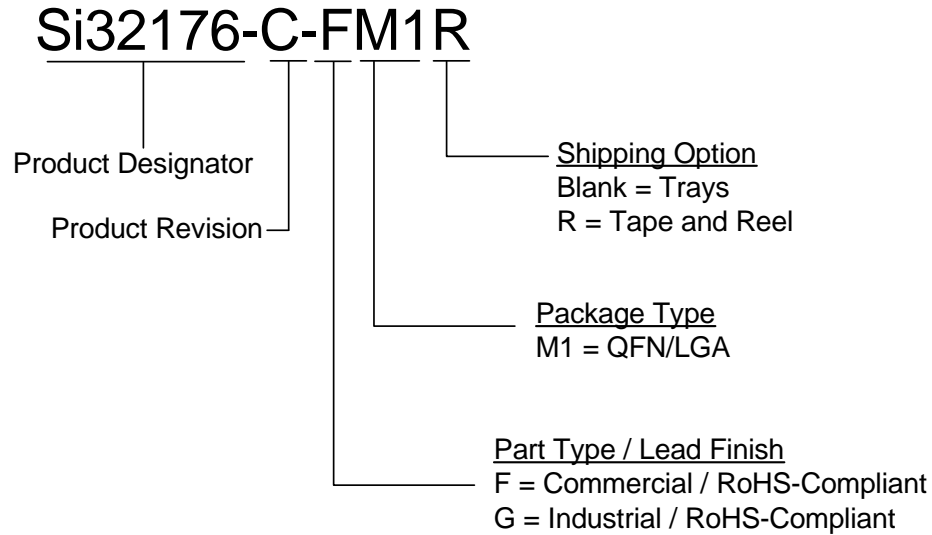 Si32176-C-FM1R
Product Designator
Product Revision
Shipping Option
Blank = Trays
R = Tape and Reel
Package Type
M1 = QFN/LGA
Part Type / Lead Finish
F = Commercial / RoHS-Compliant
G = Industrial / RoHS-Compliant